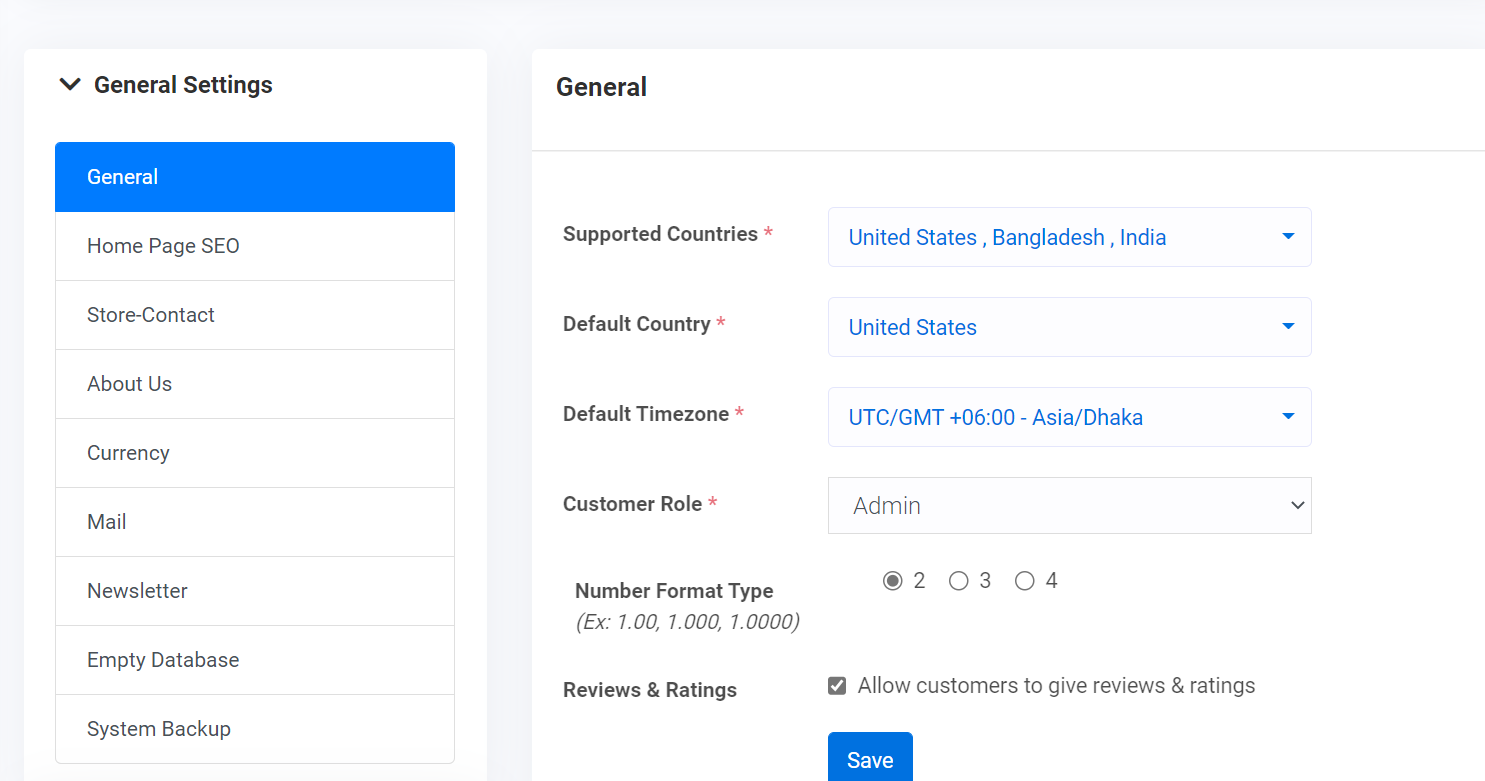 General Settings
General
Home Page SEO
Store-Contact
About Us
Currency
Mail
Newsletter
Empty Database
System Backup
General
Supported Countries *
United States , Bangladesh , India
Default Country *
United States
Default Timezone *
UTC/GMT +06:00 - Asia/Dhaka
Customer Role *
Admin
Number Format Type
(Ex: 1.00, 1.000, 1.0000)
2 3 4
Reviews & Ratings
Allow customers to give reviews & ratings
Save